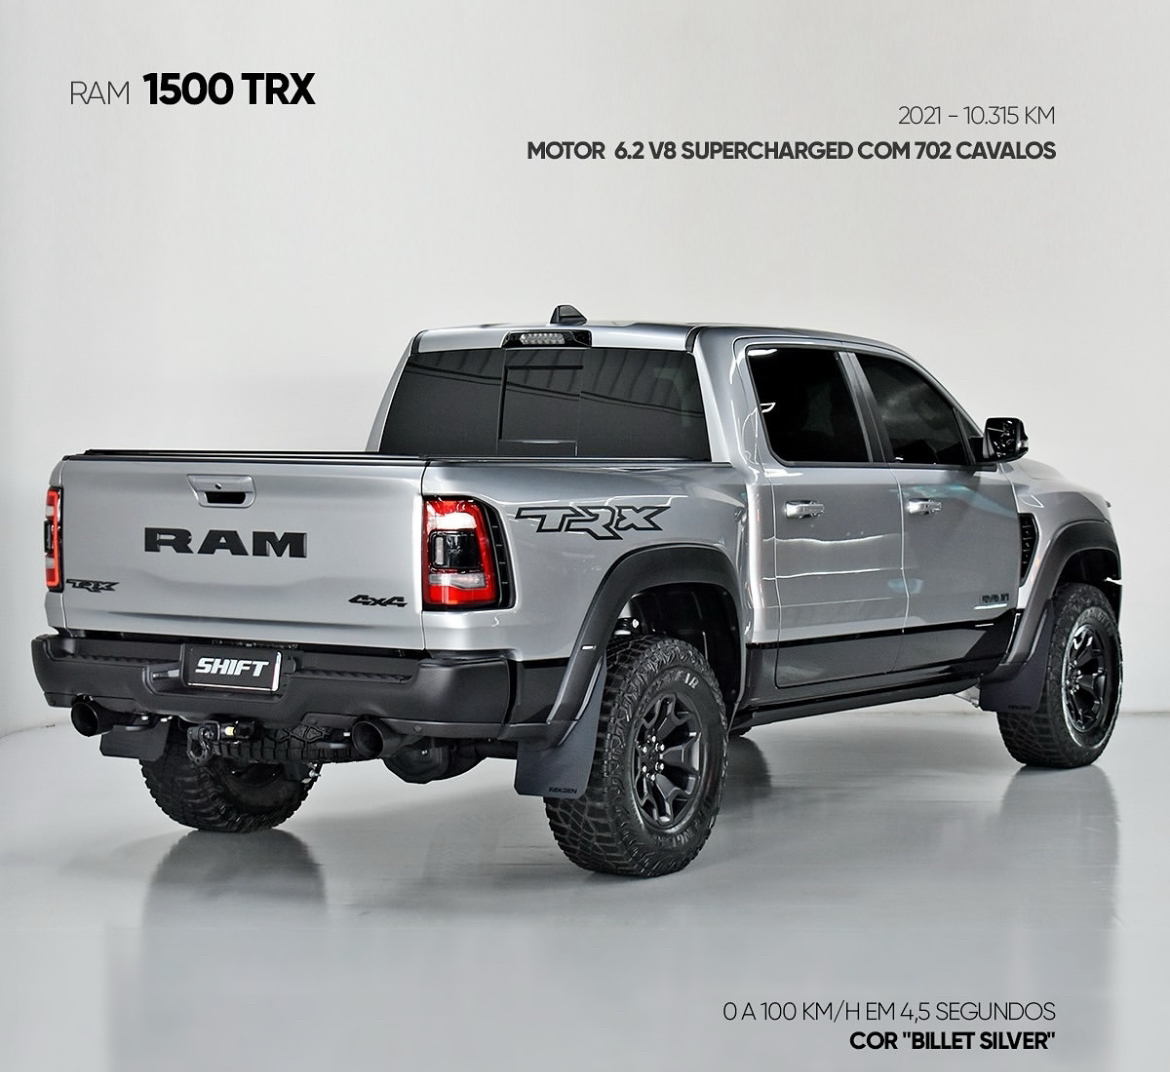 RAM 1500 TRX
2021 - 10.315 KM
MOTOR 6.2 V8 SUPERCHARGED COM 702 CAVALOS
TRX
RAM
TRX
4x4
SHIFT
0 A 100 KM/H EM 4,5 SEGUNDOS
COR "BILLET SILVER"